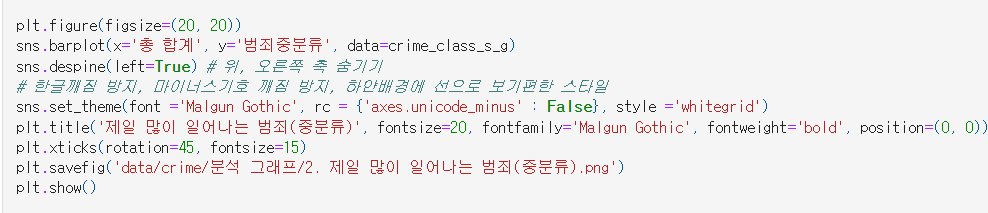 plt.figure(figsize=(20, 20))
sns.barplot(x='총 합계', y='범죄중분류', data=crime_class_s_g)
sns.despine(left=True) # 위, 오른쪽 축 숨기기
# 한글깨짐 방지, 마이너스기호 깨짐 방지, 하얀배경에 선으로 보기편한 스타일
sns.set_theme(font ='Malgun Gothic', rc = {'axes.unicode_minus' : False}, style ='whitegrid')
plt.title('제일 많이 일어나는 범죄(중분류)', fontsize=20, fontfamily='Malgun Gothic', fontweight='bold', position=(0, 0))
plt.xticks(rotation=45, fontsize=15)
plt.savefig('data/crime/분석 그래프/2. 제일 많이 일어나는 범죄(중분류).png')
plt.show()